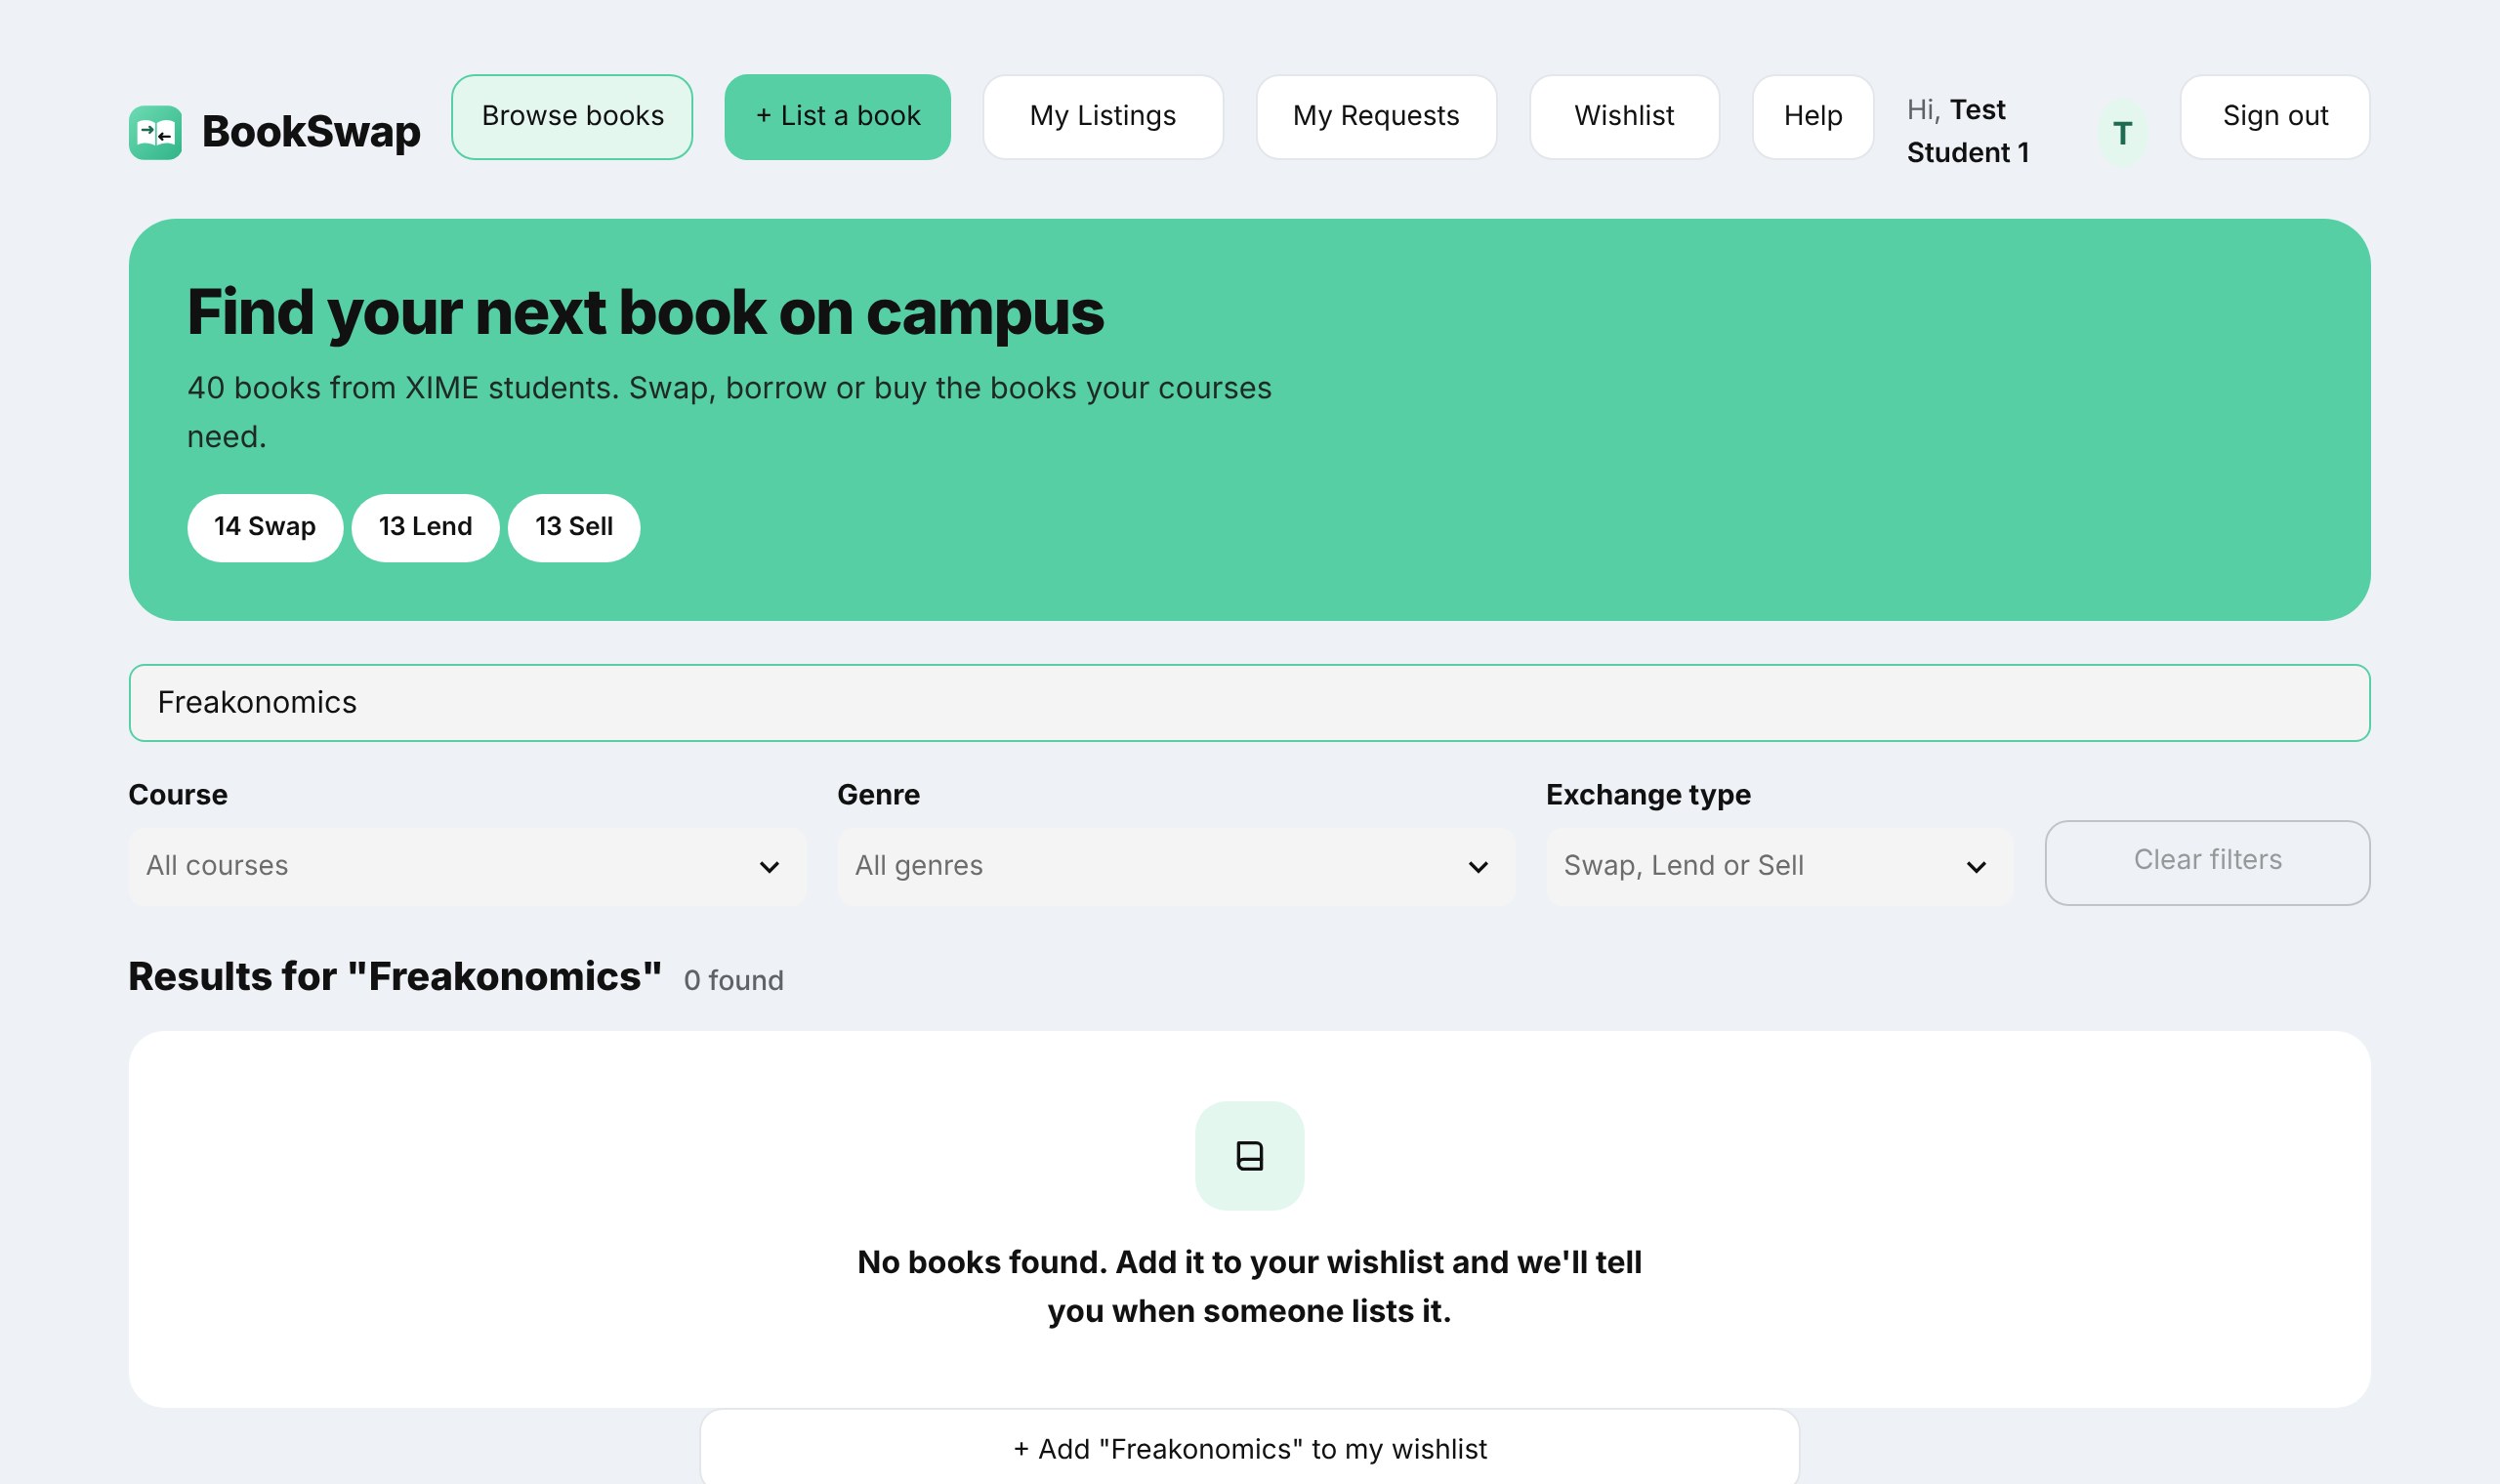 BookSwap
Browse books
+ List a book
My Listings
My Requests
Wishlist
Help
Hi, Test
Student 1
T
Sign out
Find your next book on campus
40 books from XIME students. Swap, borrow or buy the books your courses
need.
14 Swap
13 Lend
13 Sell
Freakonomics
Course
Genre
Exchange type
All courses
All genres
Swap, Lend or Sell
Clear filters
Results for "Freakonomics" 0 found
No books found. Add it to your wishlist and we'll tell
you when someone lists it.
+ Add "Freakonomics" to my wishlist